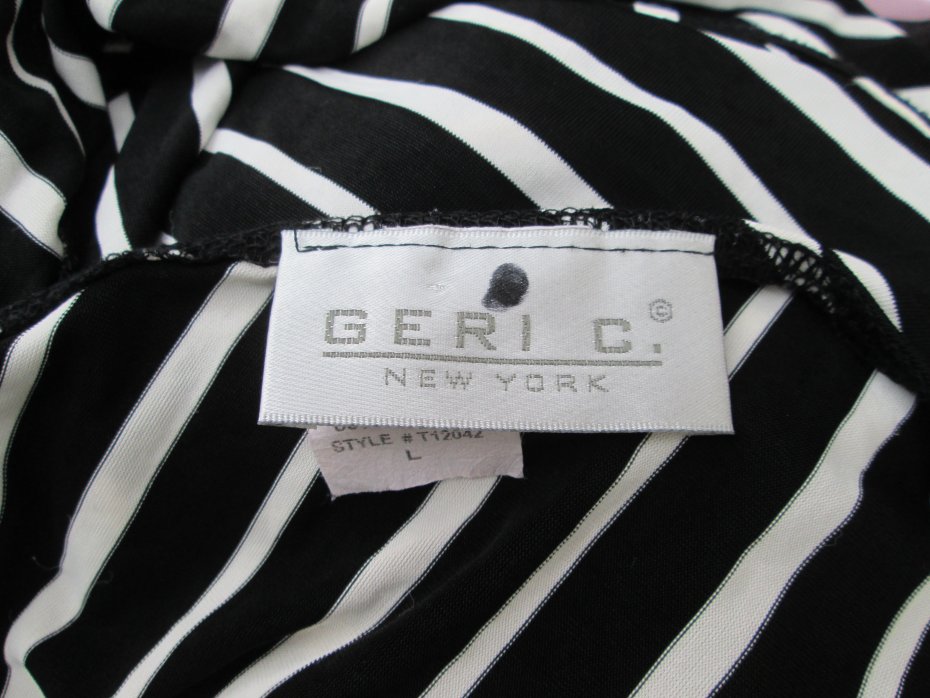 GERI C.©
NEW YORK
STYLE # T12042
L